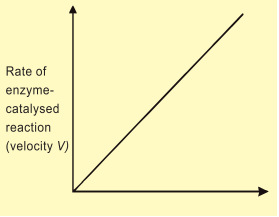 Rate of
enzyme-
catalysed
reaction
(velocity V)